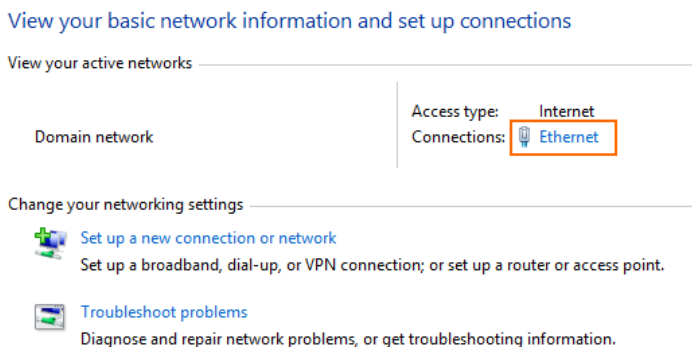 View your basic network information and set up connections
View your active networks
Access type: Internet
Domain network Connections: Ethernet
Change your networking settings
Set up a new connection or network
Set up a broadband, dial-up, or VPN connection; or set up a router or access point.
Troubleshoot problems
Diagnose and repair network problems, or get troubleshooting information.